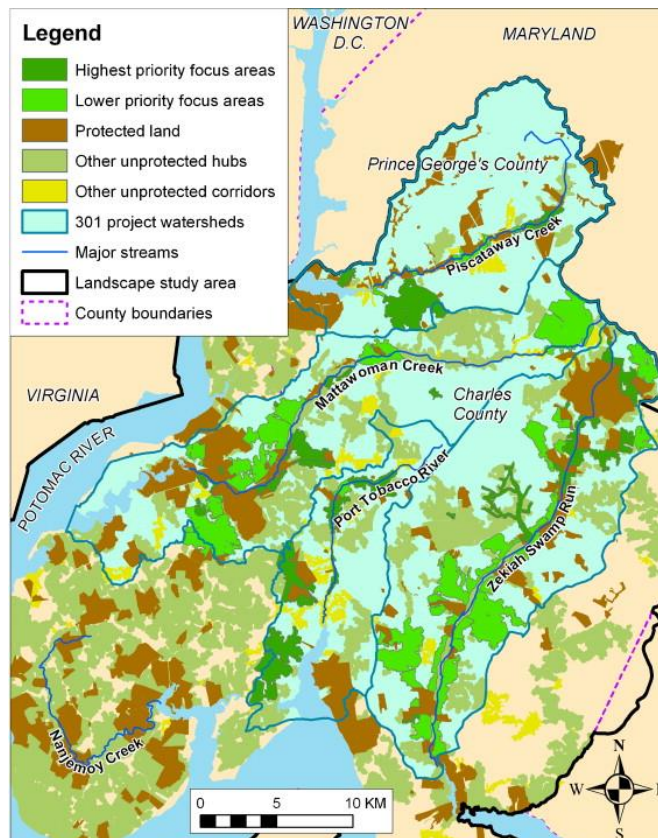 Legend
Highest priority focus areas
Lower priority focus areas
Protected land
Other unprotected hubs
Other unprotected corridors
301 project watersheds
Major streams
Landscape study area
County boundaries
WASHINGTON
D.C.
MARYLAND
Prince George's County
Piscataway Creek
VIRGINIA
Mattawoman Creek
Charles
County
POTOMAC RIVER
Port Tobacco River
Zekiah Swamp Run
Nanjemoy Creek
0 5 10 KM
N
W E
S